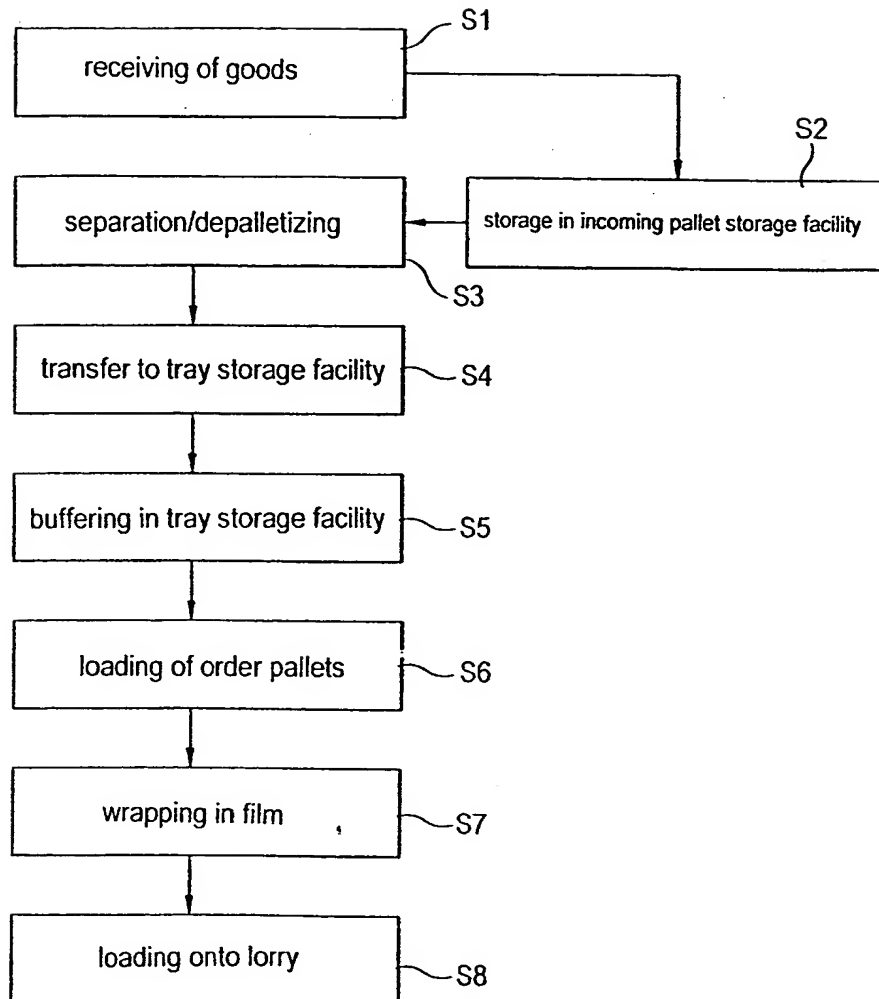 S1
receiving of goods
S2
storage in incoming pallet storage facility
separation/depalletizing
S3
transfer to tray storage facility
S4
buffering in tray storage facility
S5
loading of order pallets
S6
wrapping in film
S7
loading onto lorry
S8